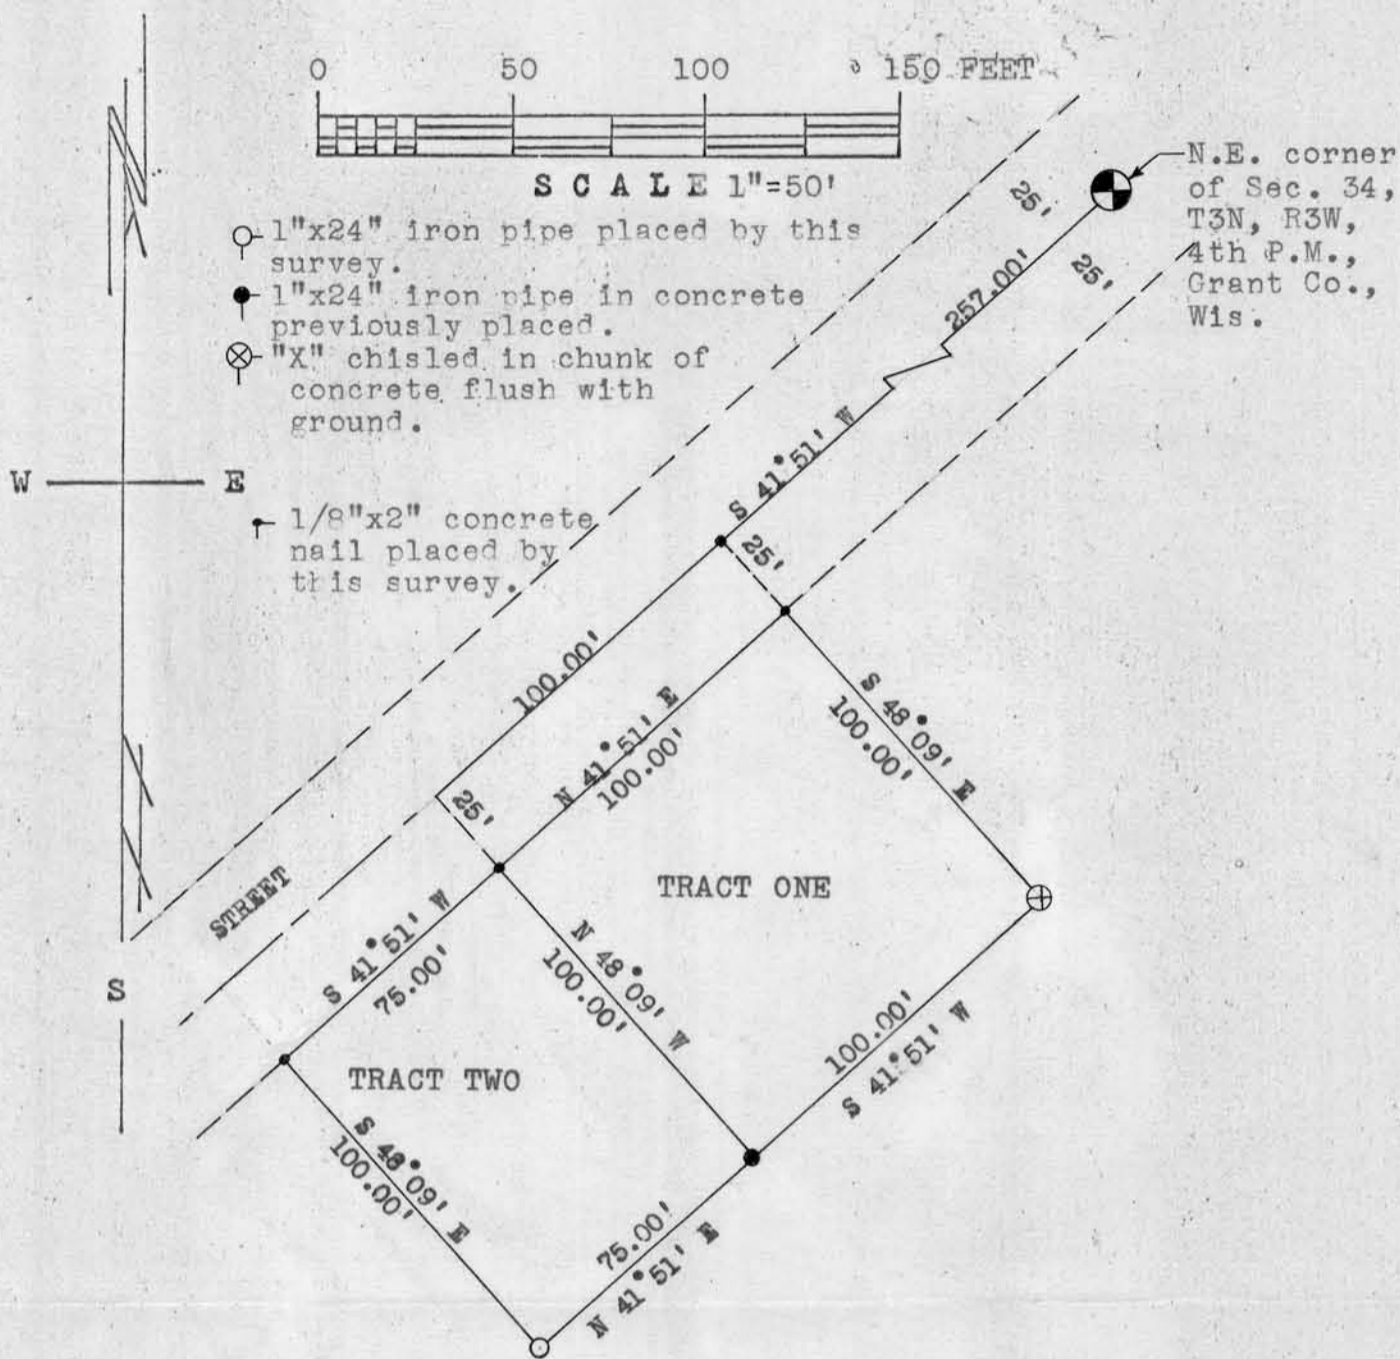 0 50 100 150 FEET
SCALE 1"=50'
N.E. corner
of Sec. 34,
T3N, R3W,
4th P.M.,
Grant Co.,
Wis.
1"x24" iron pipe placed by this
survey.
1"x24" iron pipe in concrete
previously placed.
"X" chisled in chunk of
concrete flush with
ground.
W E
1/8"x2" concrete
nail placed by
this survey.
25'
257.00'
25'
S 41°51' W
25'
100.00'
N 41°51' E
100.00'
S 48°09' E
100.00'
25'
STREET
TRACT ONE
S 41°51' W
75.00'
N 48°09' W
100.00'
S
100.00'
S 41°51' W
TRACT TWO
S 48°09' E
100.00'
75.00'
N 41°51' E